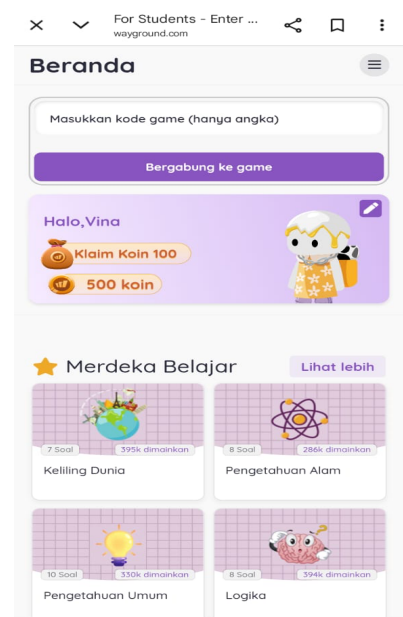 For Students - Enter ...
wayground.com
Beranda
Masukkan kode game (hanya angka)
Bergabung ke game
Halo,Vina
Klaim Koin 100
500 koin
Merdeka Belajar
Lihat lebih
7 Soal
395k dimainkan
Keliling Dunia
8 Soal
286k dimainkan
Pengetahuan Alam
10 Soal
330k dimainkan
Pengetahuan Umum
8 Soal
394k dimainkan
Logika